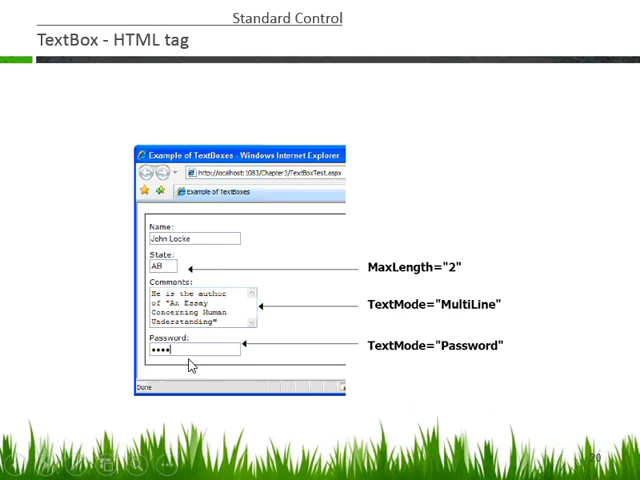 Standard Control
TextBox - HTML tag
Example of TextBoxes - Windows Internet Explorer
http://localhost:1083/Chapter3/TextBoxTest.aspx
Example of TextBoxes
Name:
John Locke
State:
AB
MaxLength="2"
Comments:
He is the author
of "An Essay
Concerning Human
Understanding"
TextMode="MultiLine"
Password:
••••
TextMode="Password"
Done
20